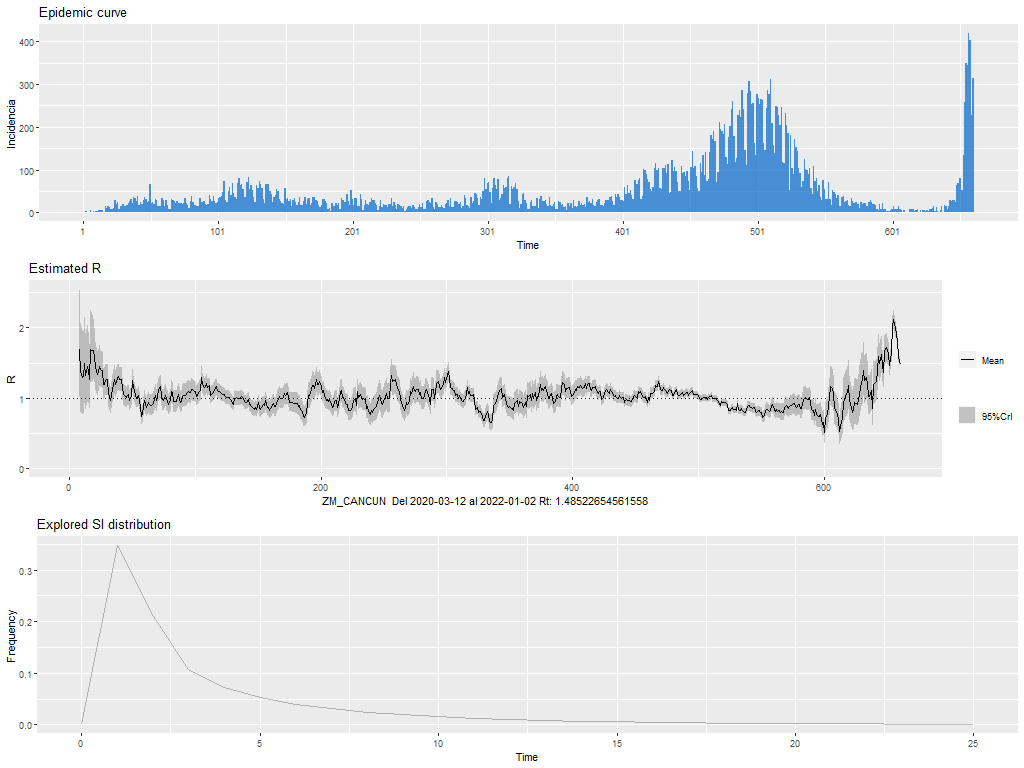 Epidemic curve
400
300
200
100
0
Incidencia
1
101
201
301
401
501
601
Time
Estimated R
2
1
0
R
0
200
400
600
ZM_CANCUN Del 2020-03-12 al 2022-01-02 Rt: 1.48522654561558
Mean
95%CrI
Explored SI distribution
0.3
0.2
0.1
0.0
Frequency
0
5
10
15
20
25
Time